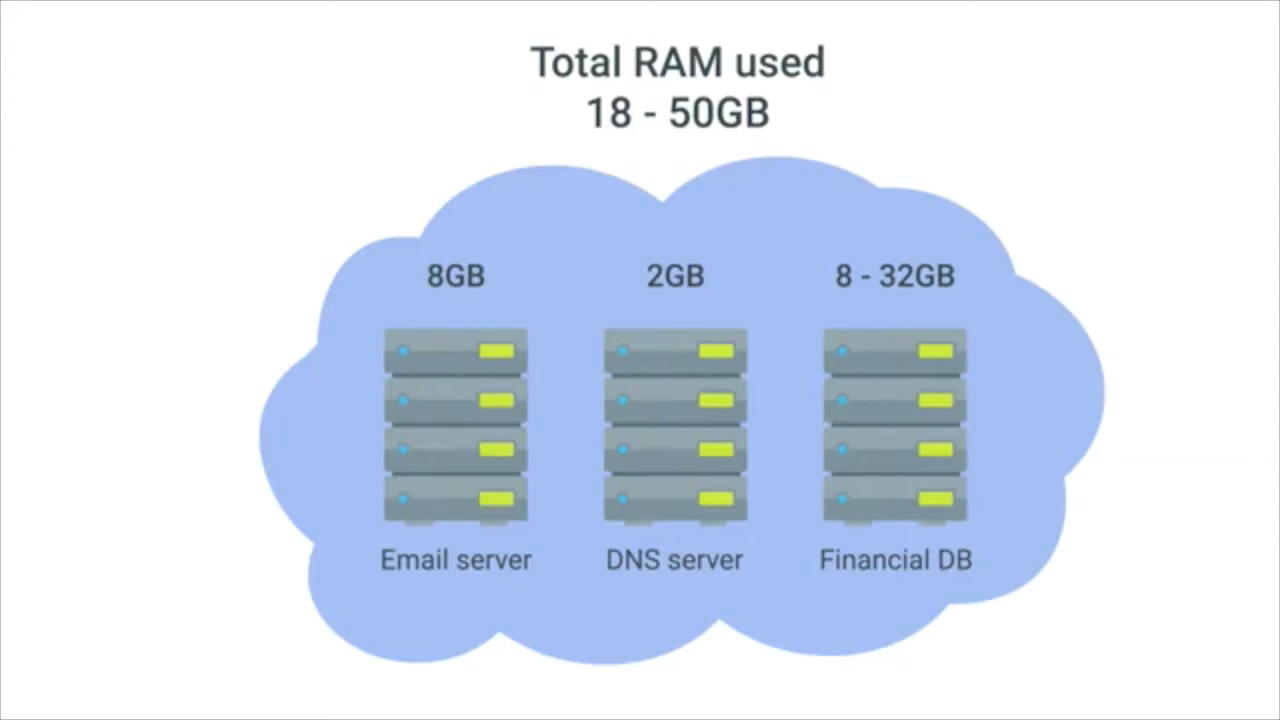 Total RAM used
18 - 50GB
8GB
2GB
8 - 32GB
Email server
DNS server
Financial DB